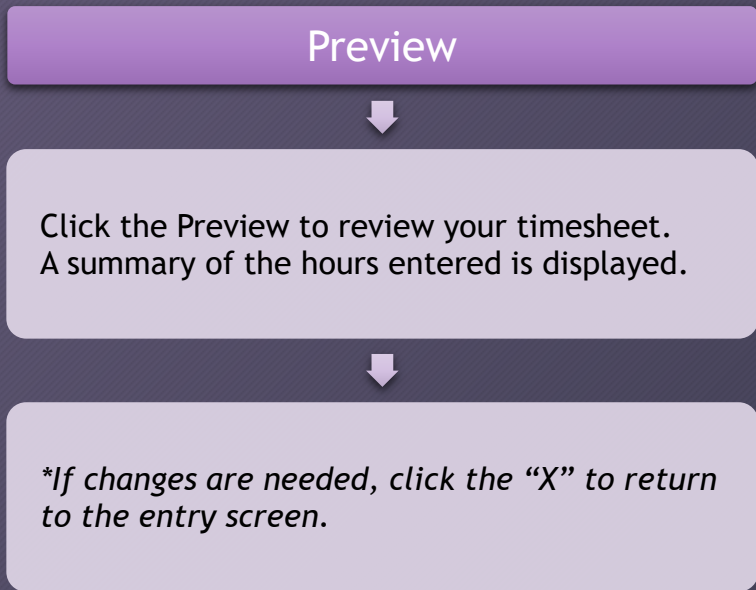 Preview
Click the Preview to review your timesheet.
A summary of the hours entered is displayed.
*If changes are needed, click the “X” to return
to the entry screen.